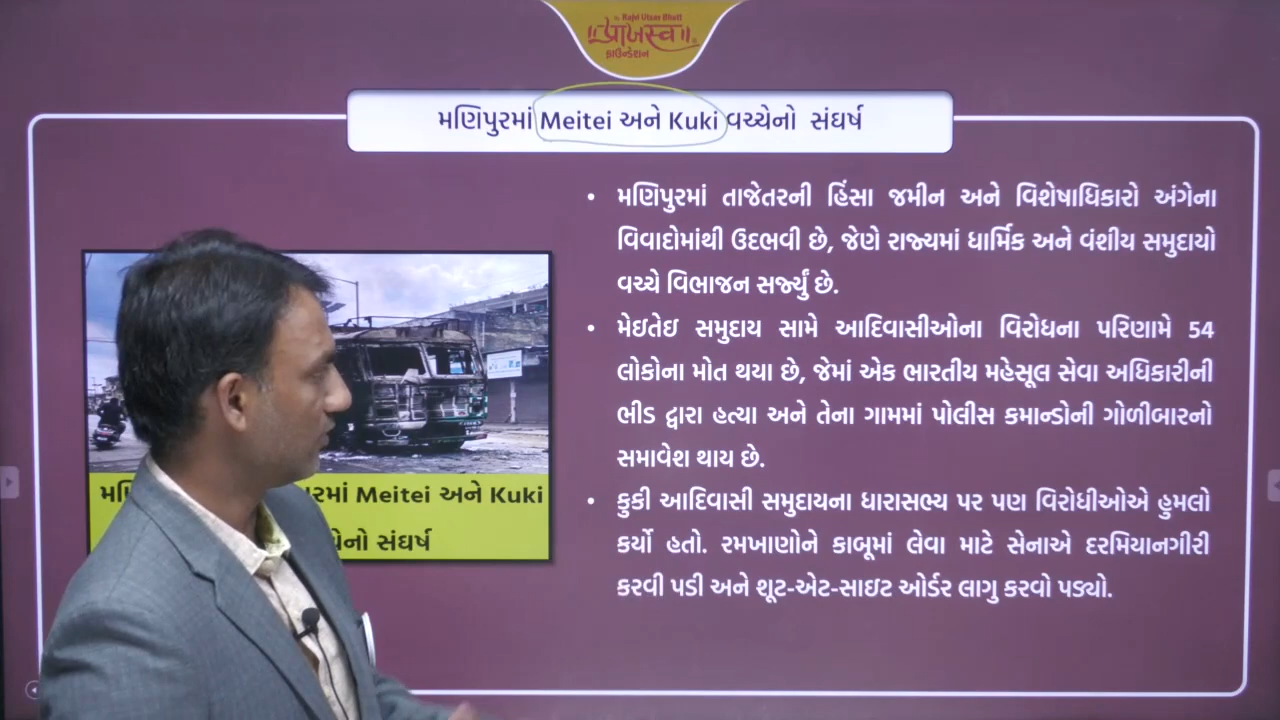 Rajvi Utsav Bhatt
ફાઉન્ડેશન
મણિપુરમાં Meitei અને Kuki વચ્ચેનો સંઘર્ષ
• મણિપુરમાં તાજેતરની હિંસા જમીન અને વિશેષાધિકારો અંગેના
વિવાદોમાંથી ઉદભવી છે, જેણે રાજ્યમાં ધાર્મિક અને વંશીય સમુદાયો
વચ્ચે વિભાજન સર્જ્યું છે.
• મેઇતેઇ સમુદાય સામે આદિવાસીઓના વિરોધના પરિણામે 54
લોકોના મોત થયા છે, જેમાં એક ભારતીય મહેસૂલ સેવા અધિકારીની
ભીડ દ્વારા હત્યા અને તેના ગામમાં પોલીસ કમાન્ડોની ગોળીબારનો
સમાવેશ થાય છે.
• કુકી આદિવાસી સમુદાયના ધારાસભ્ય પર પણ વિરોધીઓએ હુમલો
કર્યો હતો. રમખાણોને કાબૂમાં લેવા માટે સેનાએ દરમિયાનગીરી
કરવી પડી અને શૂટ-એટ-સાઇટ ઓર્ડર લાગુ કરવો પડ્યો.
Meitei અને Kuki
સંઘર્ષ